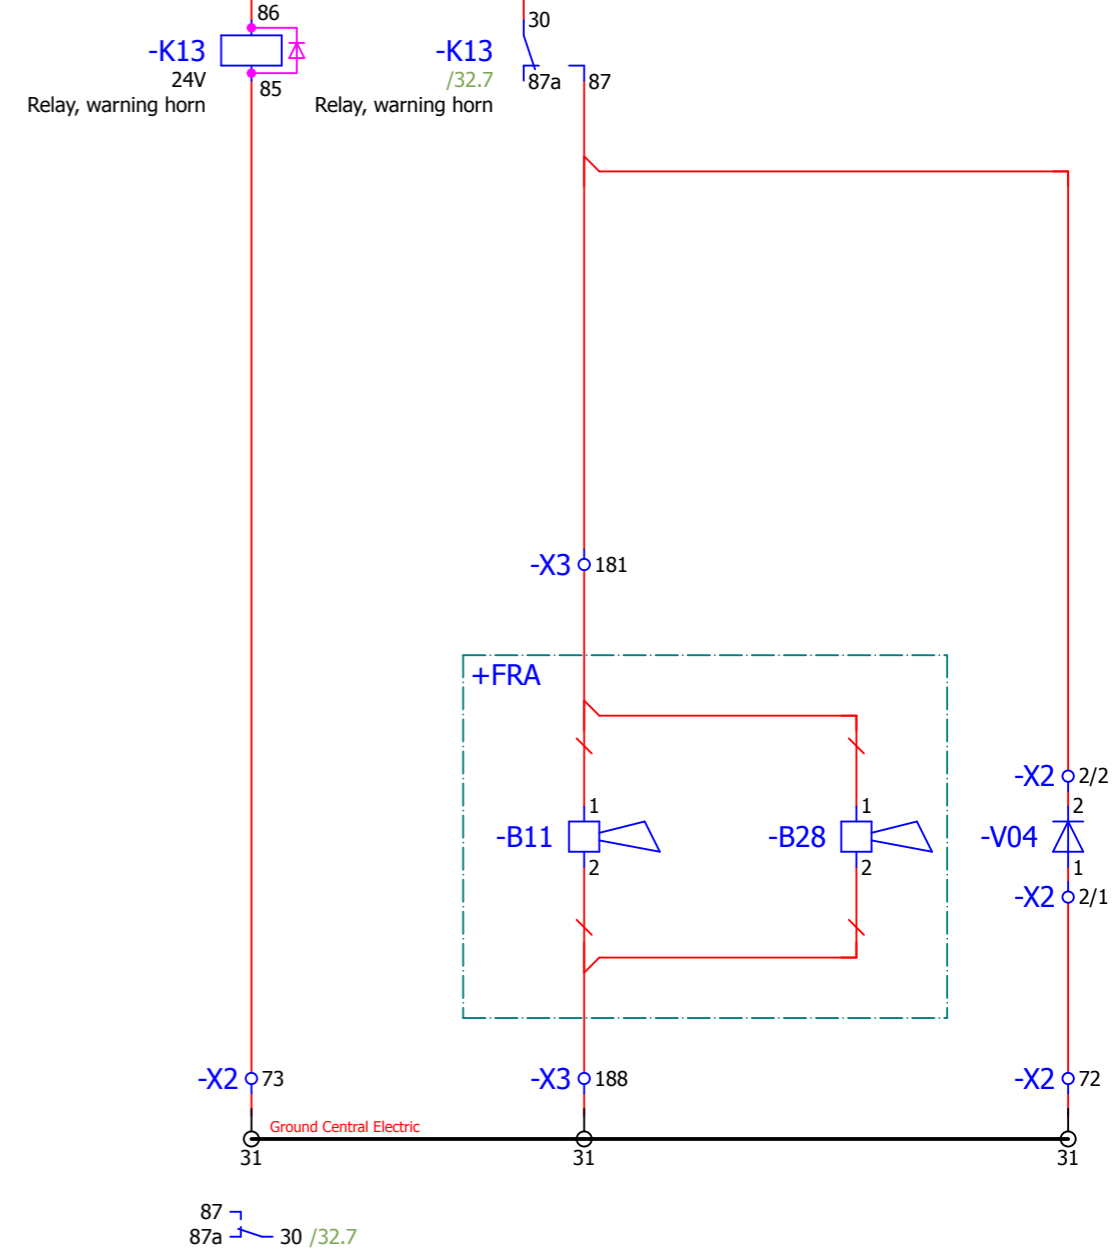 86
-K13
24V
85
Relay, warning horn
30
-K13
/32.7
87a
87
Relay, warning horn
-X3 181
+FRA
1
-B11
2
1
-B28
2
-X2 2/2
2
-V04
1
-X2 2/1
-X2 73
-X3 188
-X2 72
Ground Central Electric
31
31
31
87
87a
30 /32.7